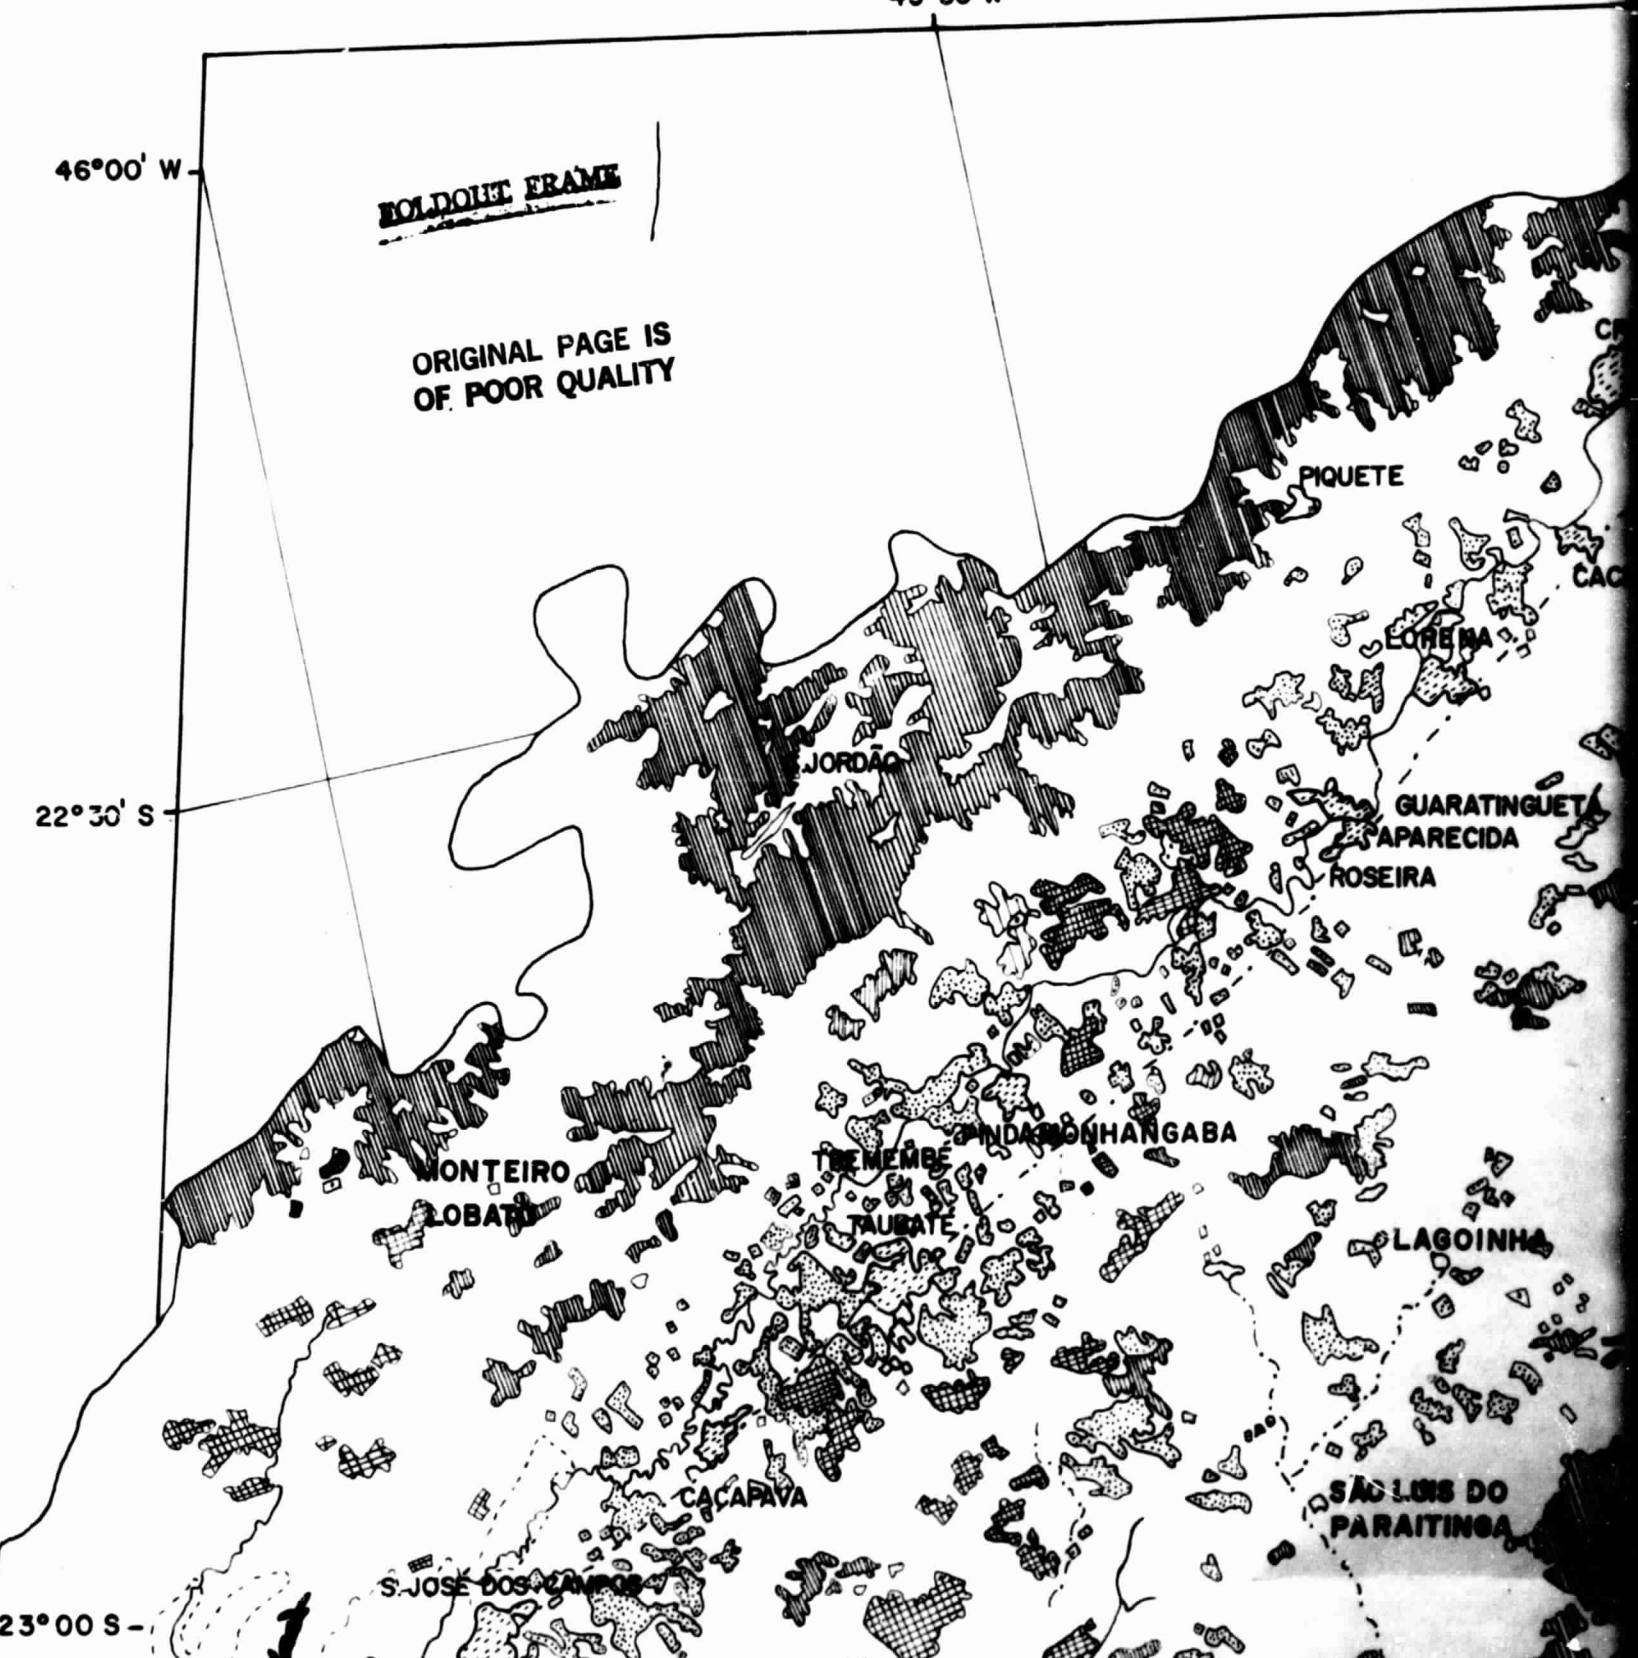 46°00' W
FOLDOUT FRAME
ORIGINAL PAGE IS
OF POOR QUALITY
PIQUETE
LORENA
JORDÃO
22°30' S
GUARATINGUETÁ
APARECIDA
ROSEIRA
PINDAMONHANGABA
TREMEMBÉ
MONTEIRO
LOBATO
TAUBATÉ
LAGOINHA
CAÇAPAVA
SÃO LUIS DO
PARAITINGA
S. JOSÉ DOS CAMPOS
23°00 S